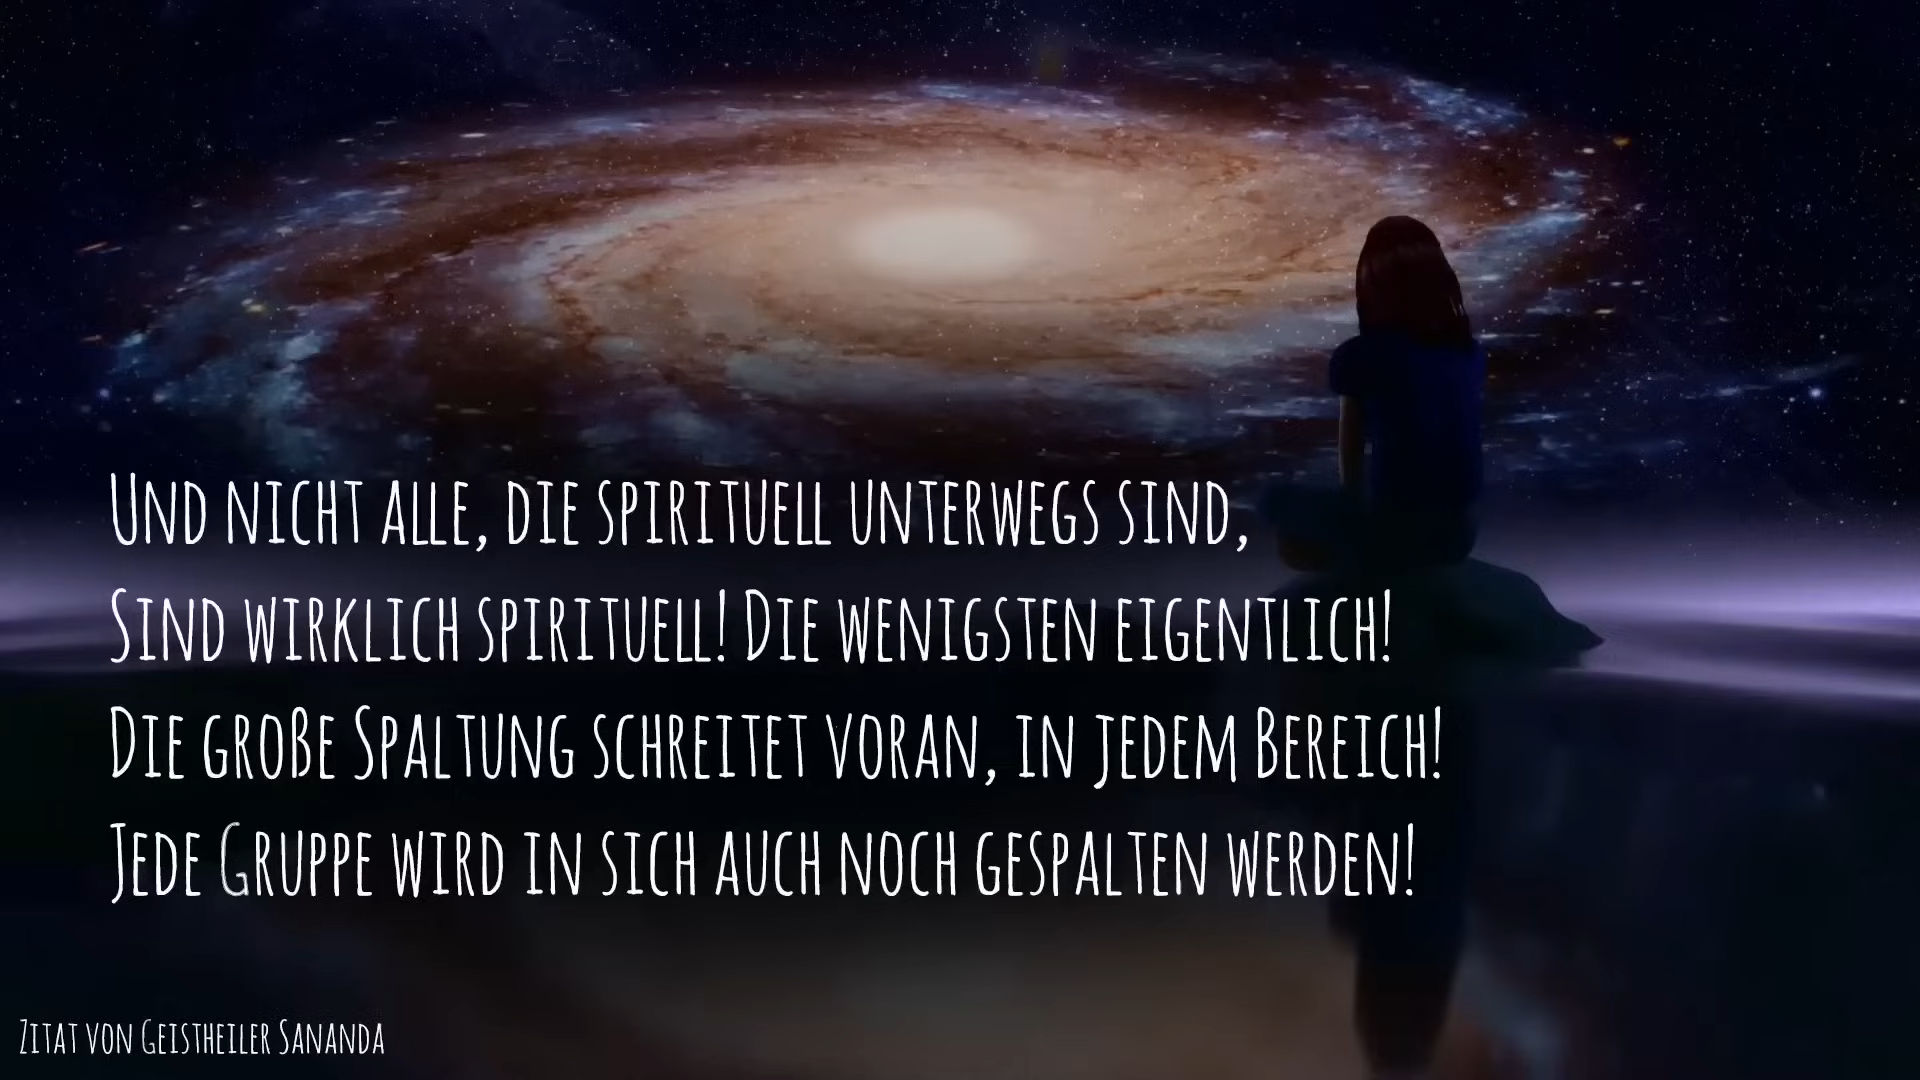 Und nicht alle, die spirituell unterwegs sind,
Sind wirklich spirituell! Die wenigsten eigentlich!
Die große Spaltung schreitet voran, in jedem Bereich!
Jede Gruppe wird in sich auch noch gespalten werden!
Zitat von Geistheiler Sananda